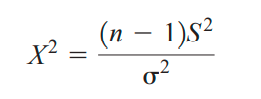 X² = (n − 1)S² / σ²